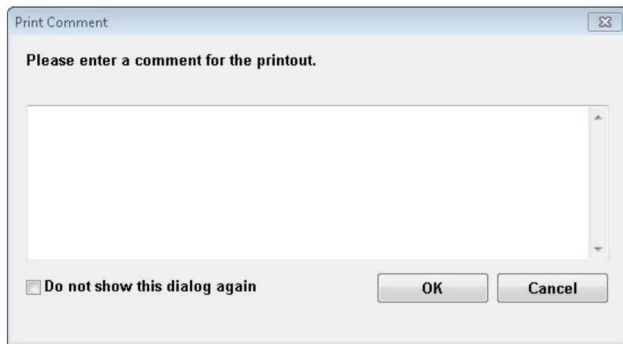 Print Comment
Please enter a comment for the printout.
Do not show this dialog again
OK
Cancel